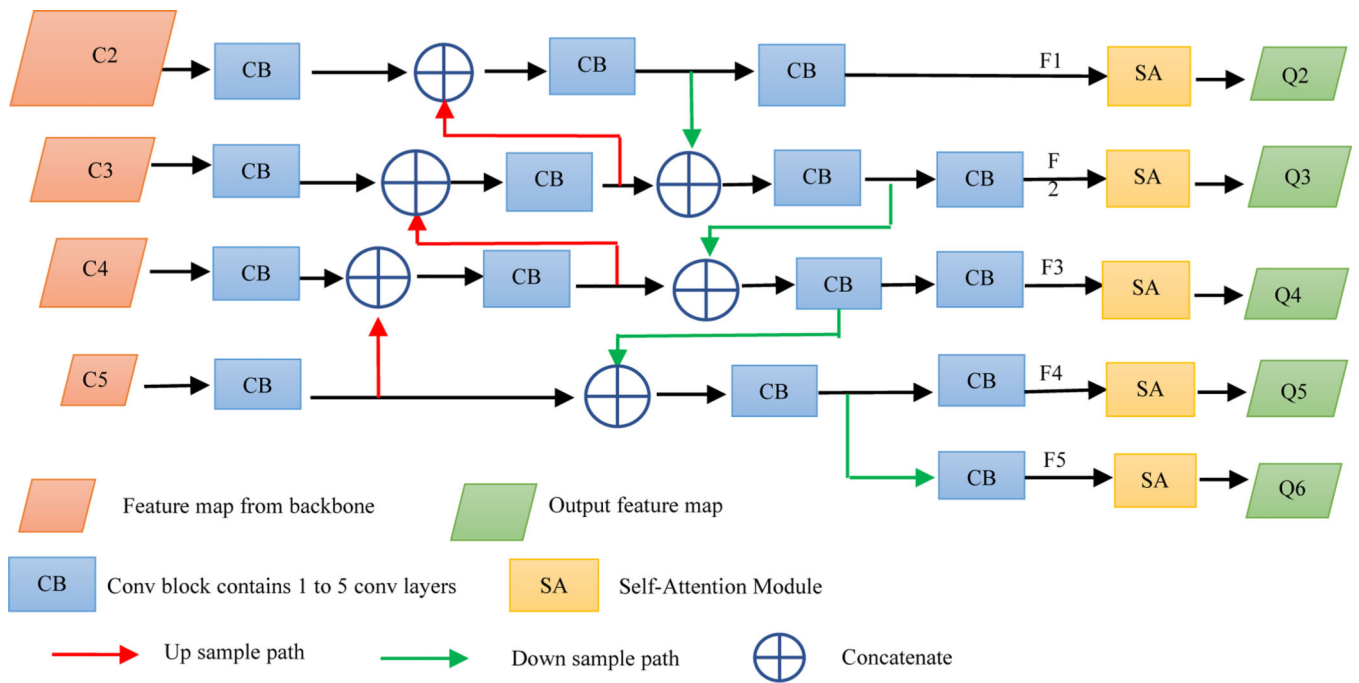 C2 CB CB CB F1 SA Q2
C3 CB CB CB CB F SA Q3
2
C4 CB CB CB CB F3 SA Q4
C5 CB CB CB F4 SA Q5
CB F5 SA Q6
Feature map from backbone Output feature map
CB Conv block contains 1 to 5 conv layers SA Self-Attention Module
Up sample path Down sample path Concatenate